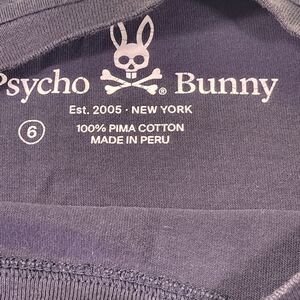 Psycho Bunny
Est. 2005 · NEW YORK
6
100% PIMA COTTON
MADE IN PERU